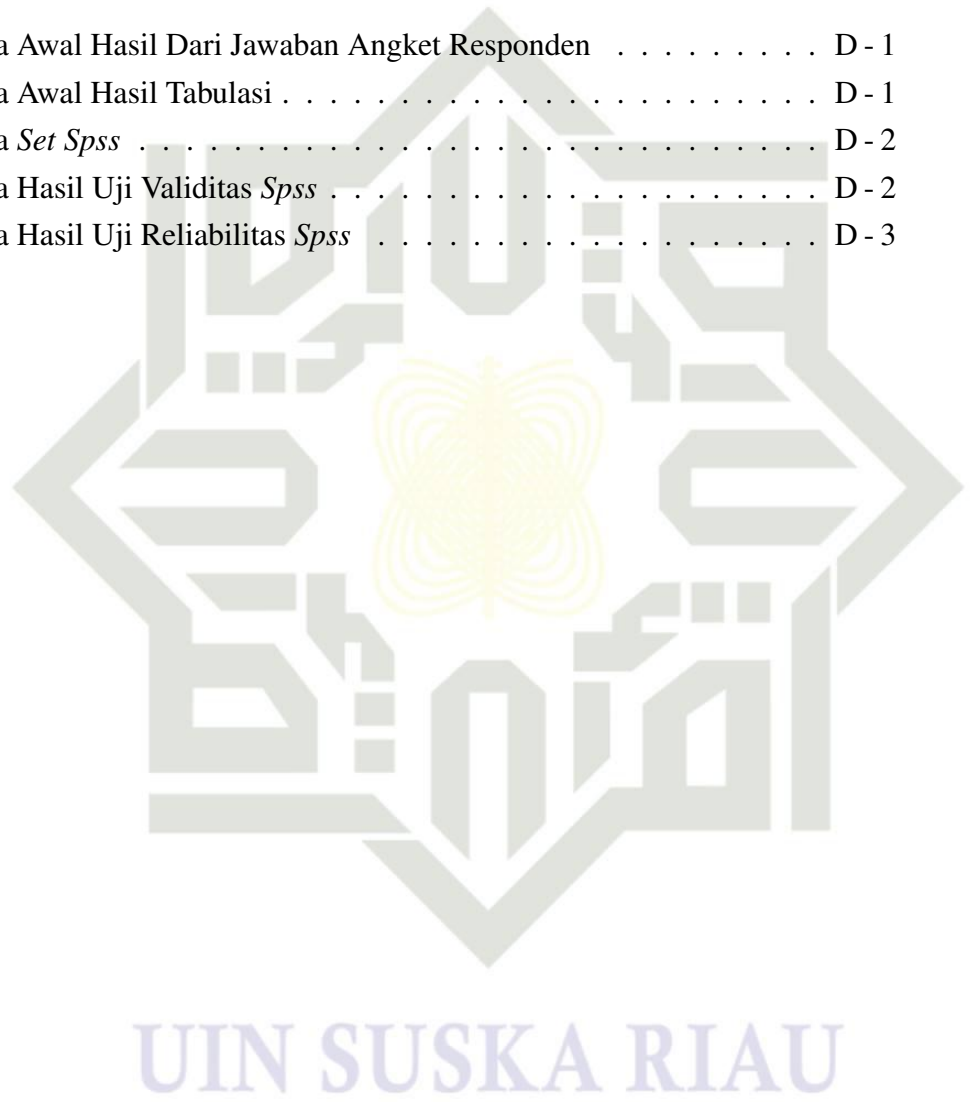 a Awal Hasil Dari Jawaban Angket Responden . . . . . . . . . D - 1
a Awal Hasil Tabulasi . . . . . . . . . . . . . . . . . . . . . . . D - 1
a Set Spss . . . . . . . . . . . . . . . . . . . . . . . . . . . . . D - 2
a Hasil Uji Validitas Spss . . . . . . . . . . . . . . . . . . . . . D - 2
a Hasil Uji Reliabilitas Spss . . . . . . . . . . . . . . . . . . . D - 3
UIN SUSKA RIAU